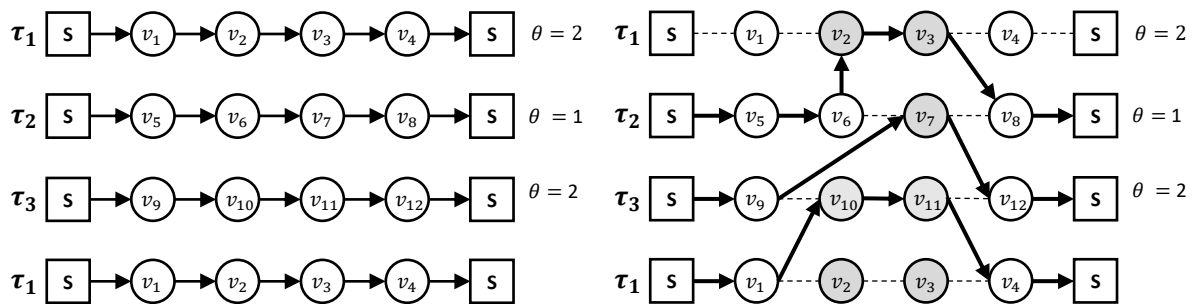 τ1 S v1 v2 v3 v4 S θ = 2
τ2 S v5 v6 v7 v8 S θ = 1
τ3 S v9 v10 v11 v12 S θ = 2
τ1 S v1 v2 v3 v4 S
τ1 S v1 v2 v3 v4 S θ = 2
τ2 S v5 v6 v7 v8 S θ = 1
τ3 S v9 v10 v11 v12 S θ = 2
τ1 S v1 v2 v3 v4 S